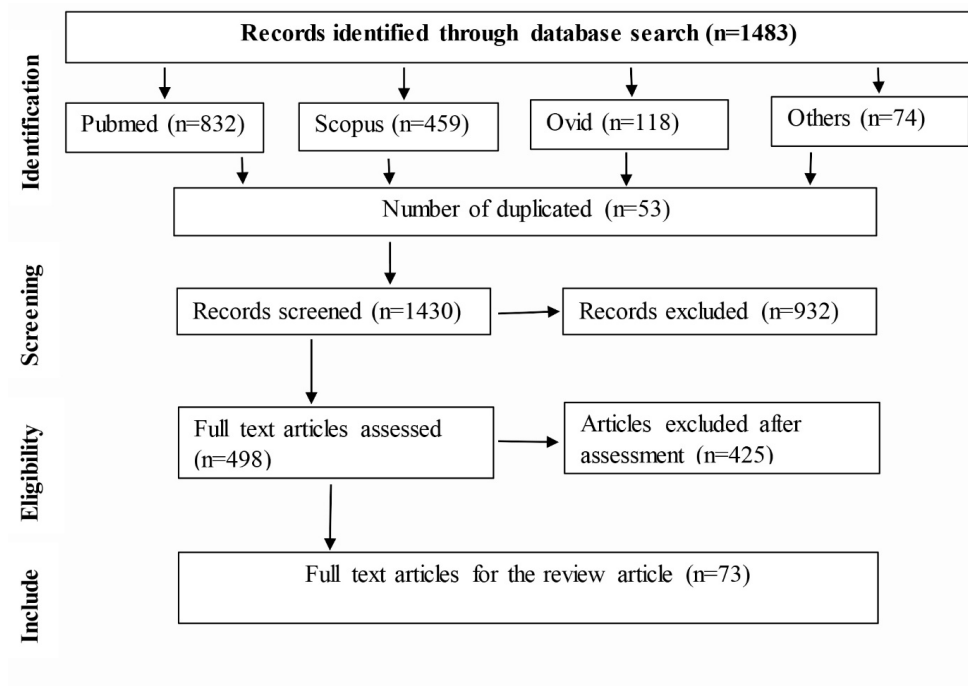 Identification
Records identified through database search (n=1483)
Pubmed (n=832)
Scopus (n=459)
Ovid (n=118)
Others (n=74)
Number of duplicated (n=53)
Screening
Records screened (n=1430)
Records excluded (n=932)
Eligibility
Full text articles assessed
(n=498)
Articles excluded after
assessment (n=425)
Include
Full text articles for the review article (n=73)